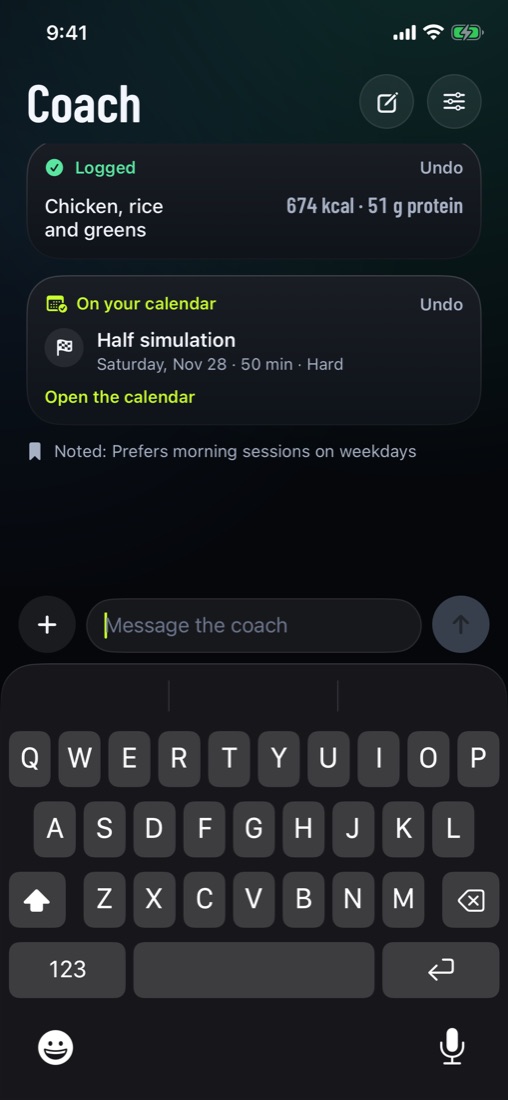 9:41
Coach
Logged
Undo
Chicken, rice
and greens
674 kcal · 51 g protein
On your calendar
Undo
Half simulation
Saturday, Nov 28 · 50 min · Hard
Open the calendar
Noted: Prefers morning sessions on weekdays
Message the coach
Q W E R T Y U I O P
A S D F G H J K L
Z X C V B N M
123